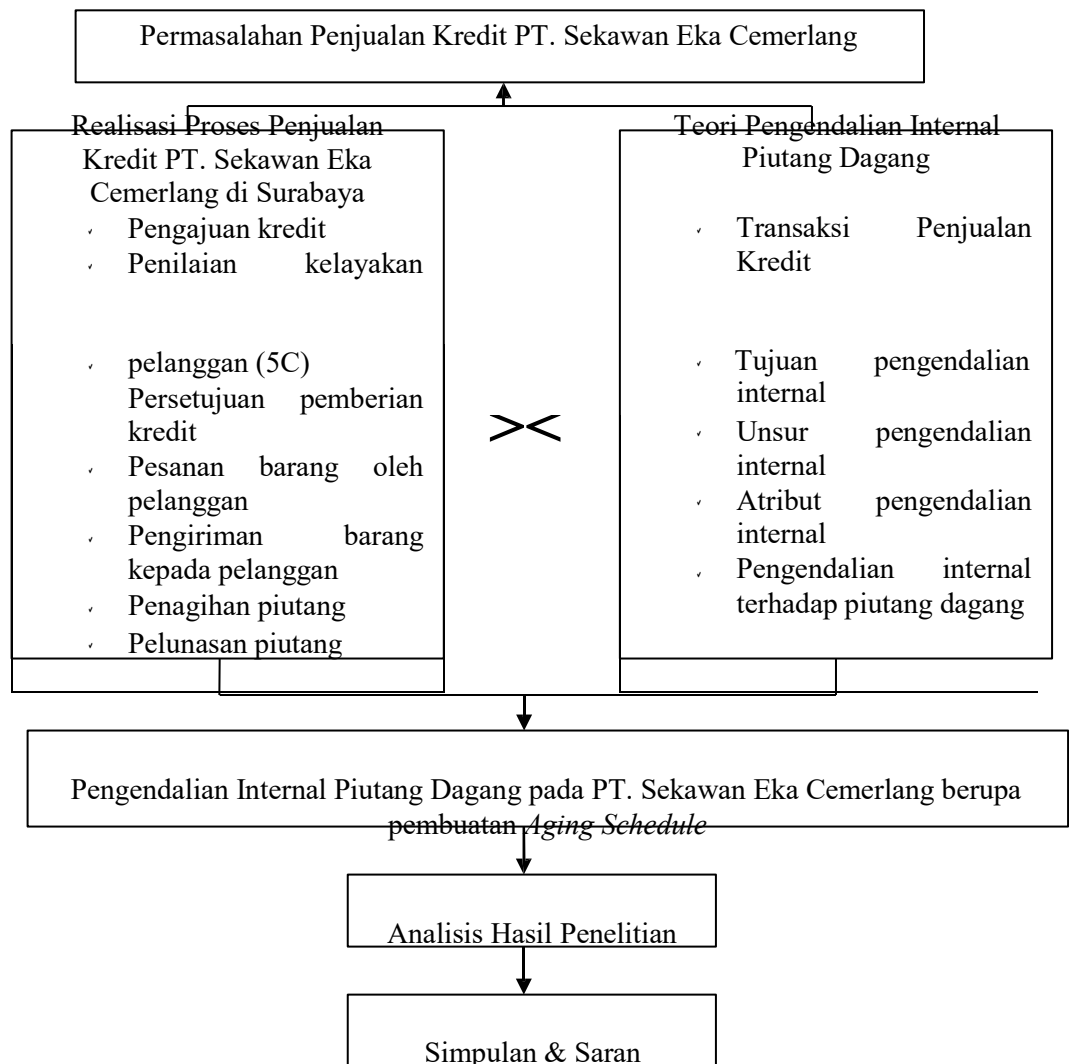 Permasalahan Penjualan Kredit PT. Sekawan Eka Cemerlang
Realisasi Proses Penjualan
Kredit PT. Sekawan Eka
Cemerlang di Surabaya
✓ Pengajuan kredit
✓ Penilaian kelayakan
✓ pelanggan (5C)
Persetujuan pemberian
kredit
✓ Pesanan barang oleh
pelanggan
✓ Pengiriman barang
kepada pelanggan
✓ Penagihan piutang
✓ Pelunasan piutang
><
Teori Pengendalian Internal
Piutang Dagang
✓ Transaksi Penjualan
Kredit
✓ Tujuan pengendalian
internal
✓ Unsur pengendalian
internal
✓ Atribut pengendalian
internal
✓ Pengendalian internal
terhadap piutang dagang
Pengendalian Internal Piutang Dagang pada PT. Sekawan Eka Cemerlang berupa
pembuatan Aging Schedule
Analisis Hasil Penelitian
Simpulan & Saran